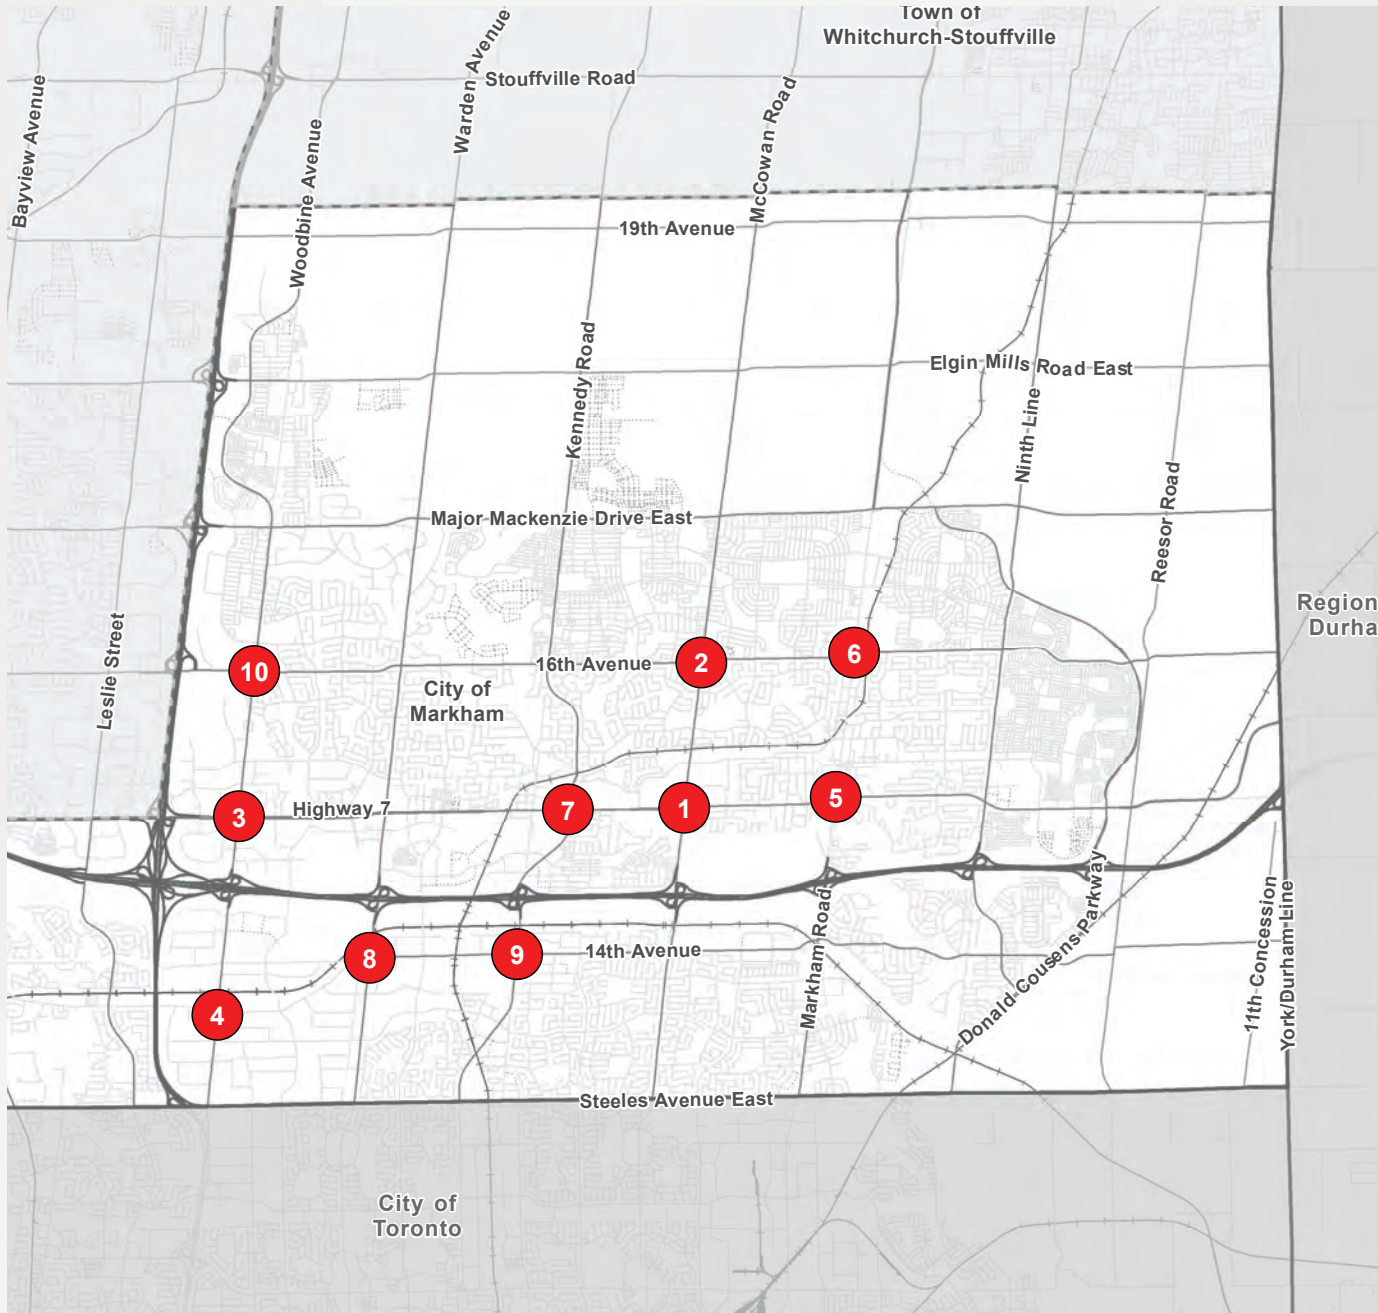 Town of
Whitchurch-Stouffville
Stouffville Road
Bayview Avenue
Warden Avenue
Woodbine Avenue
McCowan Road
19th Avenue
Kennedy Road
Elgin Mills Road East
Ninth Line
Reesor Road
Major Mackenzie Drive East
Leslie Street
Region
Durha
16th Avenue
City of
Markham
10
2
6
Highway 7
3
7
1
5
14th Avenue
8
9
4
Markham Road
Donald Cousens Parkway
11th Concession
York/Durham Line
Steeles Avenue East
City of
Toronto